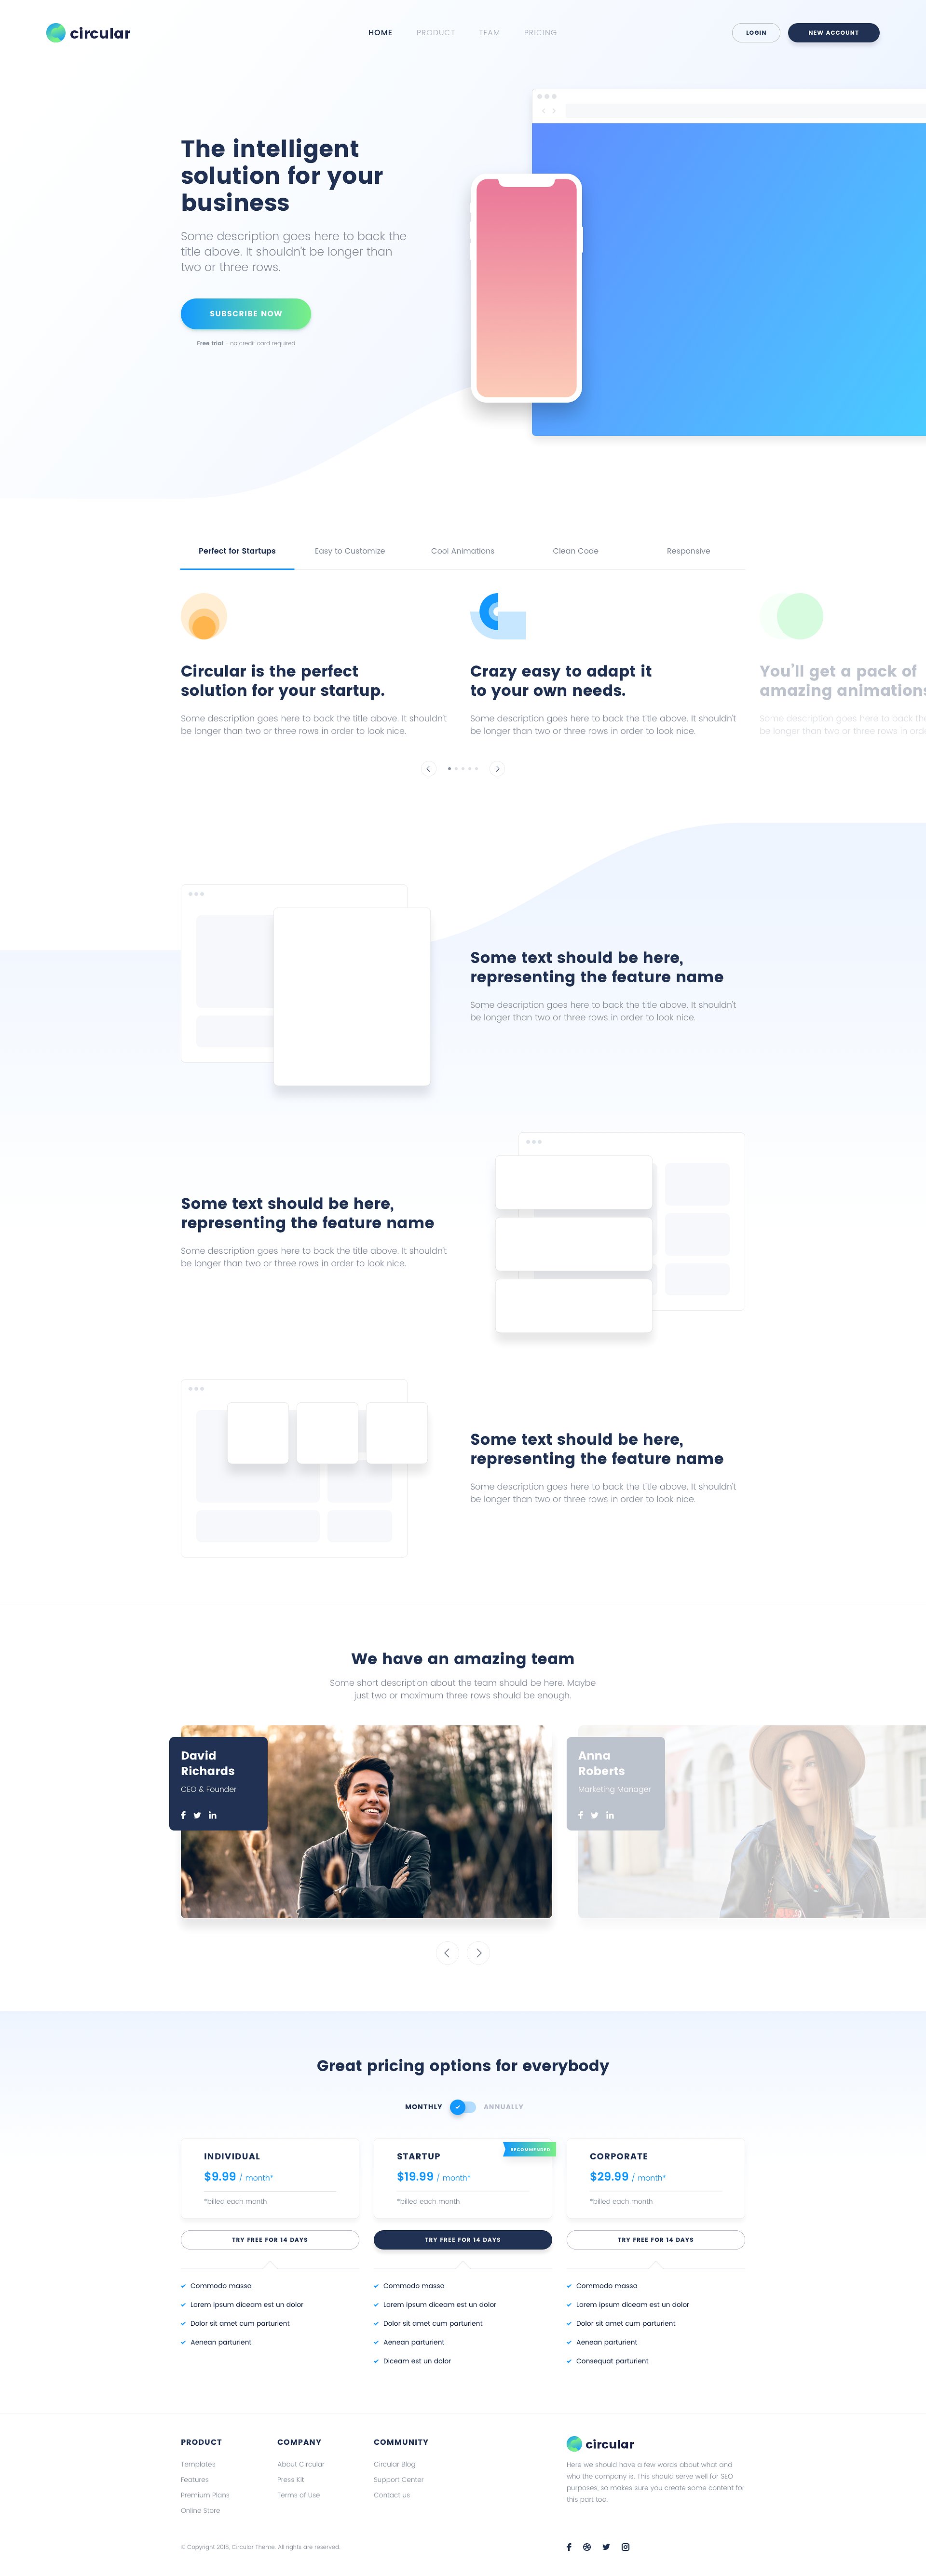 circular
HOME PRODUCT TEAM PRICING
LOGIN
NEW ACCOUNT
The intelligent
solution for your
business
Some description goes here to back the
title above. It shouldn't be longer than
two or three rows.
SUBSCRIBE NOW
Free trial - no credit card required
Perfect for Startups
Easy to Customize
Cool Animations
Clean Code
Responsive
Circular is the perfect
solution for your startup.
Some description goes here to back the title above. It shouldn't
be longer than two or three rows in order to look nice.
Crazy easy to adapt it
to your own needs.
Some description goes here to back the title above. It shouldn't
be longer than two or three rows in order to look nice.
You'll get a pack of
amazing animations
Some description goes here to back
be longer than two or three rows in
Some text should be here,
representing the feature name
Some description goes here to back the title above. It shouldn't
be longer than two or three rows in order to look nice.
Some text should be here,
representing the feature name
Some description goes here to back the title above. It shouldn't
be longer than two or three rows in order to look nice.
Some text should be here,
representing the feature name
Some description goes here to back the title above. It shouldn't
be longer than two or three rows in order to look nice.
We have an amazing team
Some short description about the team should be here. Maybe
just two or maximum three rows should be enough.
David
Richards
CEO & Founder
Anna
Roberts
Marketing Manager
Great pricing options for everybody
MONTHLY
ANNUALLY
INDIVIDUAL
$9.99 / month*
*billed each month
TRY FREE FOR 14 DAYS
Commodo massa
Lorem ipsum diceam est un dolor
Dolor sit amet cum parturient
Aenean parturient
STARTUP
RECOMMENDED
$19.99 / month*
*billed each month
TRY FREE FOR 14 DAYS
Commodo massa
Lorem ipsum diceam est un dolor
Dolor sit amet cum parturient
Aenean parturient
Diceam est un dolor
CORPORATE
$29.99 / month*
*billed each month
TRY FREE FOR 14 DAYS
Commodo massa
Lorem ipsum diceam est un dolor
Dolor sit amet cum parturient
Aenean parturient
Consequat parturient
PRODUCT
Templates
Features
Premium Plans
Online Store
COMPANY
About Circular
Press Kit
Terms of Use
COMMUNITY
Circular Blog
Support Center
Contact us
circular
Here we should have a few words about what and
who the company is. This should serve well for SEO
purposes, so makes sure you create some content for
this part too.
© Copyright 2018, Circular Theme. All rights are reserved.